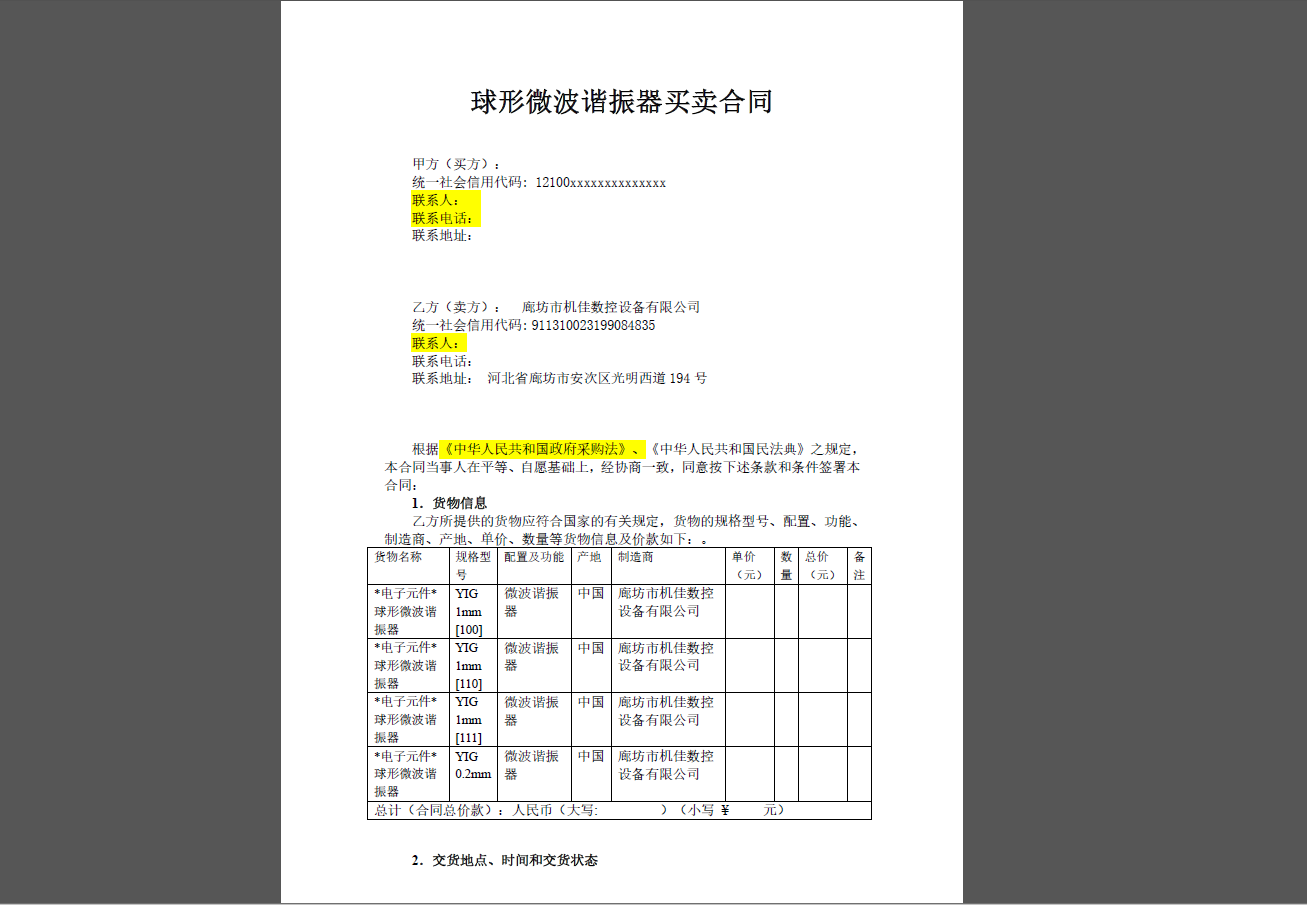 球形微波谐振器买卖合同
甲方（买方）：
统一社会信用代码: 12100xxxxxxxxxxxxxx
联系人：
联系电话：
联系地址：
乙方（卖方）： 廊坊市机佳数控设备有限公司
统一社会信用代码: 911310023199084835
联系人：
联系电话：
联系地址： 河北省廊坊市安次区光明西道 194 号
根据《中华人民共和国政府采购法》、《中华人民共和国民法典》之规定，
本合同当事人在平等、自愿基础上，经协商一致，同意按下述条款和条件签署本
合同：
1．货物信息
乙方所提供的货物应符合国家的有关规定，货物的规格型号、配置、功能、
制造商、产地、单价、数量等货物信息及价款如下：。
货物名称 规格型号 配置及功能 产地 制造商 单价（元） 数量 总价（元） 备注
*电子元件*球形微波谐振器 YIG 1mm [100] 微波谐振器 中国 廊坊市机佳数控设备有限公司
*电子元件*球形微波谐振器 YIG 1mm [110] 微波谐振器 中国 廊坊市机佳数控设备有限公司
*电子元件*球形微波谐振器 YIG 1mm [111] 微波谐振器 中国 廊坊市机佳数控设备有限公司
*电子元件*球形微波谐振器 YIG 0.2mm 微波谐振器 中国 廊坊市机佳数控设备有限公司
总计（合同总价款）：人民币（大写: ）（小写 ¥ 元）
2．交货地点、时间和交货状态